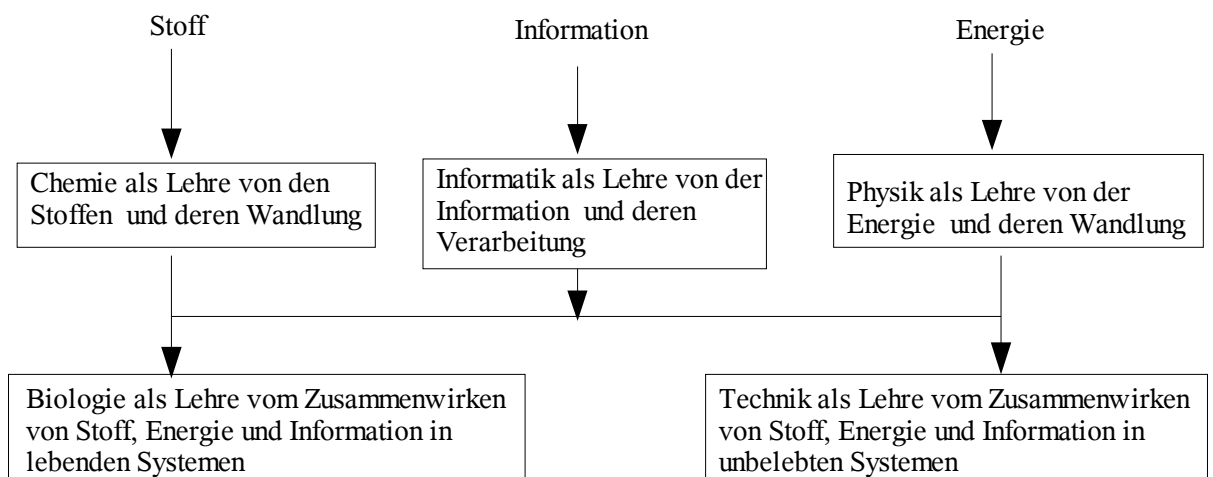 Stoff
Information
Energie
Chemie als Lehre von den
Stoffen und deren Wandlung
Informatik als Lehre von der
Information und deren
Verarbeitung
Physik als Lehre von der
Energie und deren Wandlung
Biologie als Lehre vom Zusammenwirken
von Stoff, Energie und Information in
lebenden Systemen
Technik als Lehre vom Zusammenwirken
von Stoff, Energie und Information in
unbelebten Systemen